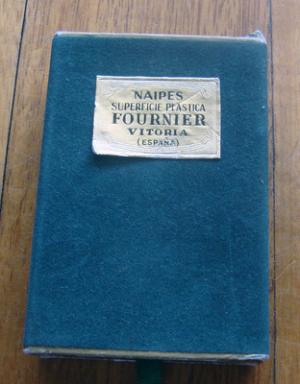 NAIPES
SUPERFICIE PLASTICA
FOURNIER
VITORIA
(ESPAÑA)